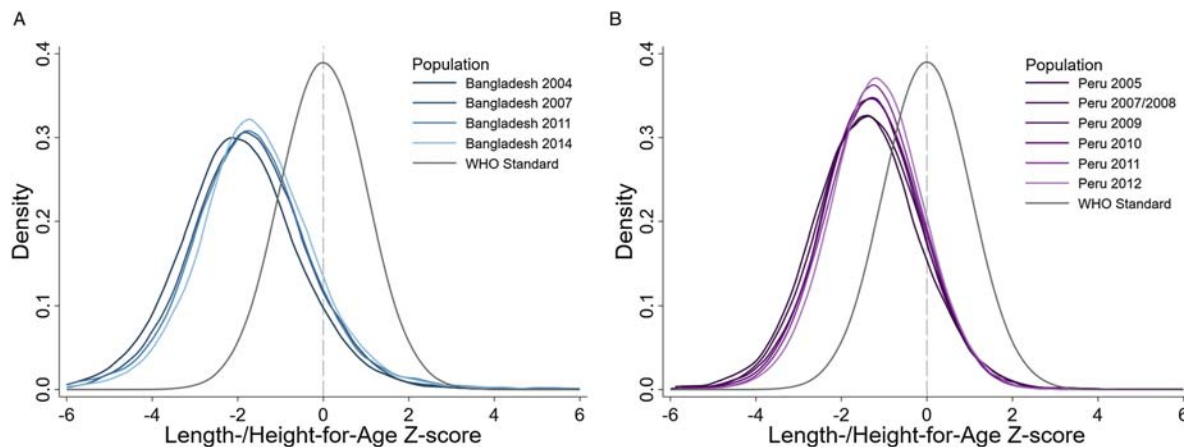 A
Density
0.4
0.3
0.2
0.1
0.0
-6
-4
-2
0
2
4
6
Length-/Height-for-Age Z-score
Population
Bangladesh 2004
Bangladesh 2007
Bangladesh 2011
Bangladesh 2014
WHO Standard
B
Density
0.4
0.3
0.2
0.1
0.0
-6
-4
-2
0
2
4
6
Length-/Height-for-Age Z-score
Population
Peru 2005
Peru 2007/2008
Peru 2009
Peru 2010
Peru 2011
Peru 2012
WHO Standard